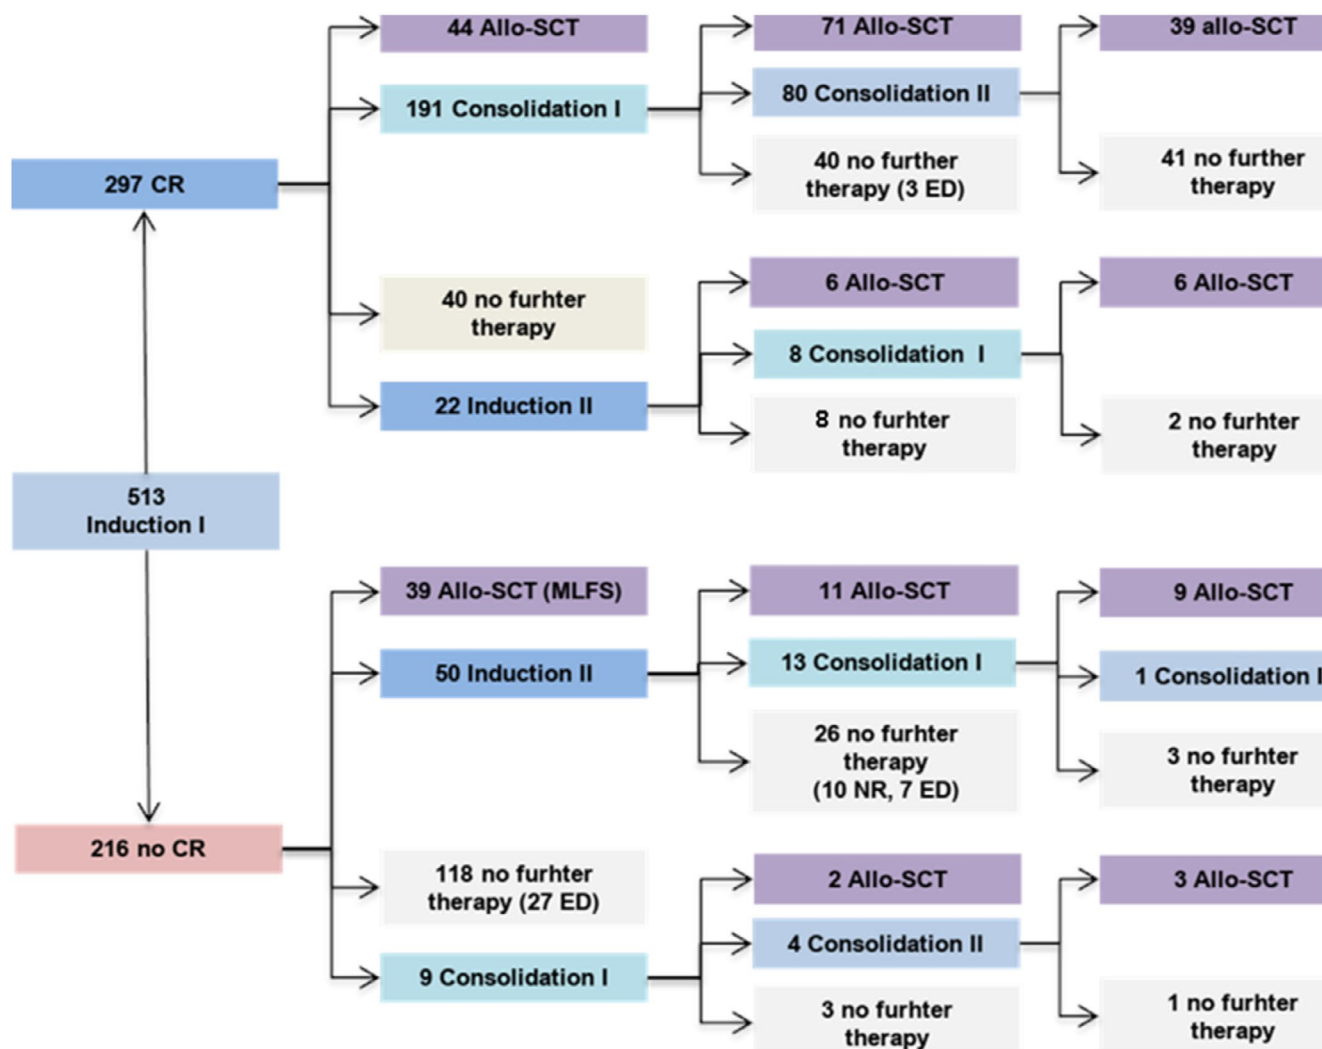 44 Allo-SCT
71 Allo-SCT
39 allo-SCT
191 Consolidation I
80 Consolidation II
40 no further
therapy (3 ED)
41 no further
therapy
297 CR
40 no furhter
therapy
6 Allo-SCT
6 Allo-SCT
8 Consolidation I
22 Induction II
8 no furhter
therapy
2 no furhter
therapy
513
Induction I
39 Allo-SCT (MLFS)
11 Allo-SCT
9 Allo-SCT
50 Induction II
13 Consolidation I
1 Consolidation I
26 no furhter
therapy
(10 NR, 7 ED)
3 no furhter
therapy
216 no CR
118 no furhter
therapy (27 ED)
2 Allo-SCT
3 Allo-SCT
9 Consolidation I
4 Consolidation II
3 no furhter
therapy
1 no furhter
therapy